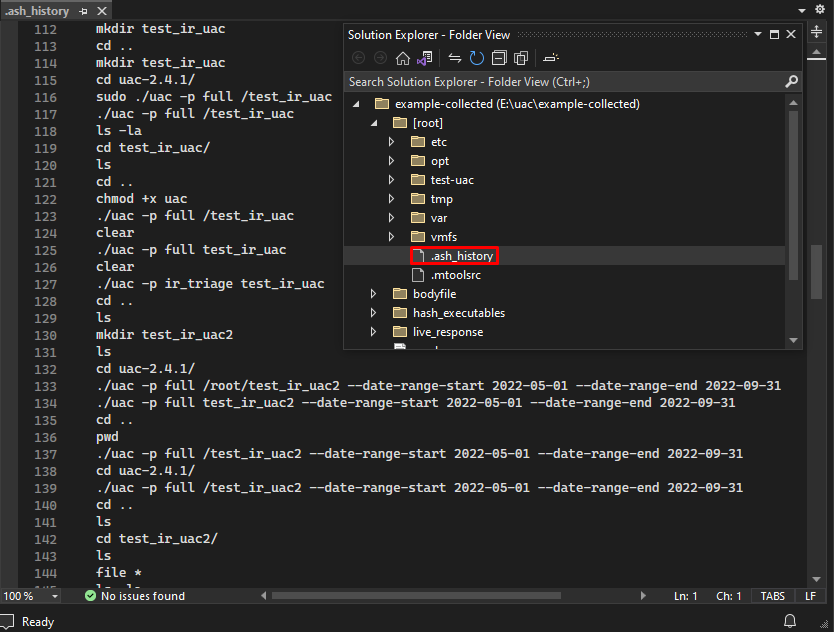 .ash_history
112 mkdir test_ir_uac
113 cd ..
114 mkdir test_ir_uac
115 cd uac-2.4.1/
116 sudo ./uac -p full /test_ir_uac
117 ./uac -p full /test_ir_uac
118 ls -la
119 cd test_ir_uac/
120 ls
121 cd ..
122 chmod +x uac
123 ./uac -p full /test_ir_uac
124 clear
125 ./uac -p full test_ir_uac
126 clear
127 ./uac -p ir_triage test_ir_uac
128 cd ..
129 ls
130 mkdir test_ir_uac2
131 ls
132 cd uac-2.4.1/
133 ./uac -p full /root/test_ir_uac2 --date-range-start 2022-05-01 --date-range-end 2022-09-31
134 ./uac -p full test_ir_uac2 --date-range-start 2022-05-01 --date-range-end 2022-09-31
135 cd ..
136 pwd
137 ./uac -p full /test_ir_uac2 --date-range-start 2022-05-01 --date-range-end 2022-09-31
138 cd uac-2.4.1/
139 ./uac -p full /test_ir_uac2 --date-range-start 2022-05-01 --date-range-end 2022-09-31
140 cd ..
141 ls
142 cd test_ir_uac2/
143 ls
144 file *
Solution Explorer - Folder View
Search Solution Explorer - Folder View (Ctrl+;)
example-collected (E:\uac\example-collected)
[root]
etc
opt
test-uac
tmp
var
vmfs
.ash_history
.mtoolsrc
bodyfile
hash_executables
live_response
100 % No issues found Ln: 1 Ch: 1 TABS LF
Ready